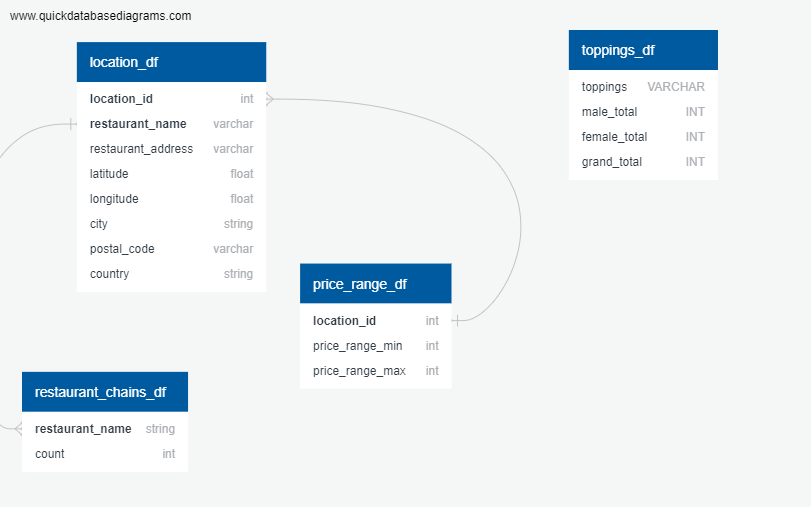 www.quickdatabasediagrams.com
location_df
location_id int
restaurant_name varchar
restaurant_address varchar
latitude float
longitude float
city string
postal_code varchar
country string
toppings_df
toppings VARCHAR
male_total INT
female_total INT
grand_total INT
price_range_df
location_id int
price_range_min int
price_range_max int
restaurant_chains_df
restaurant_name string
count int